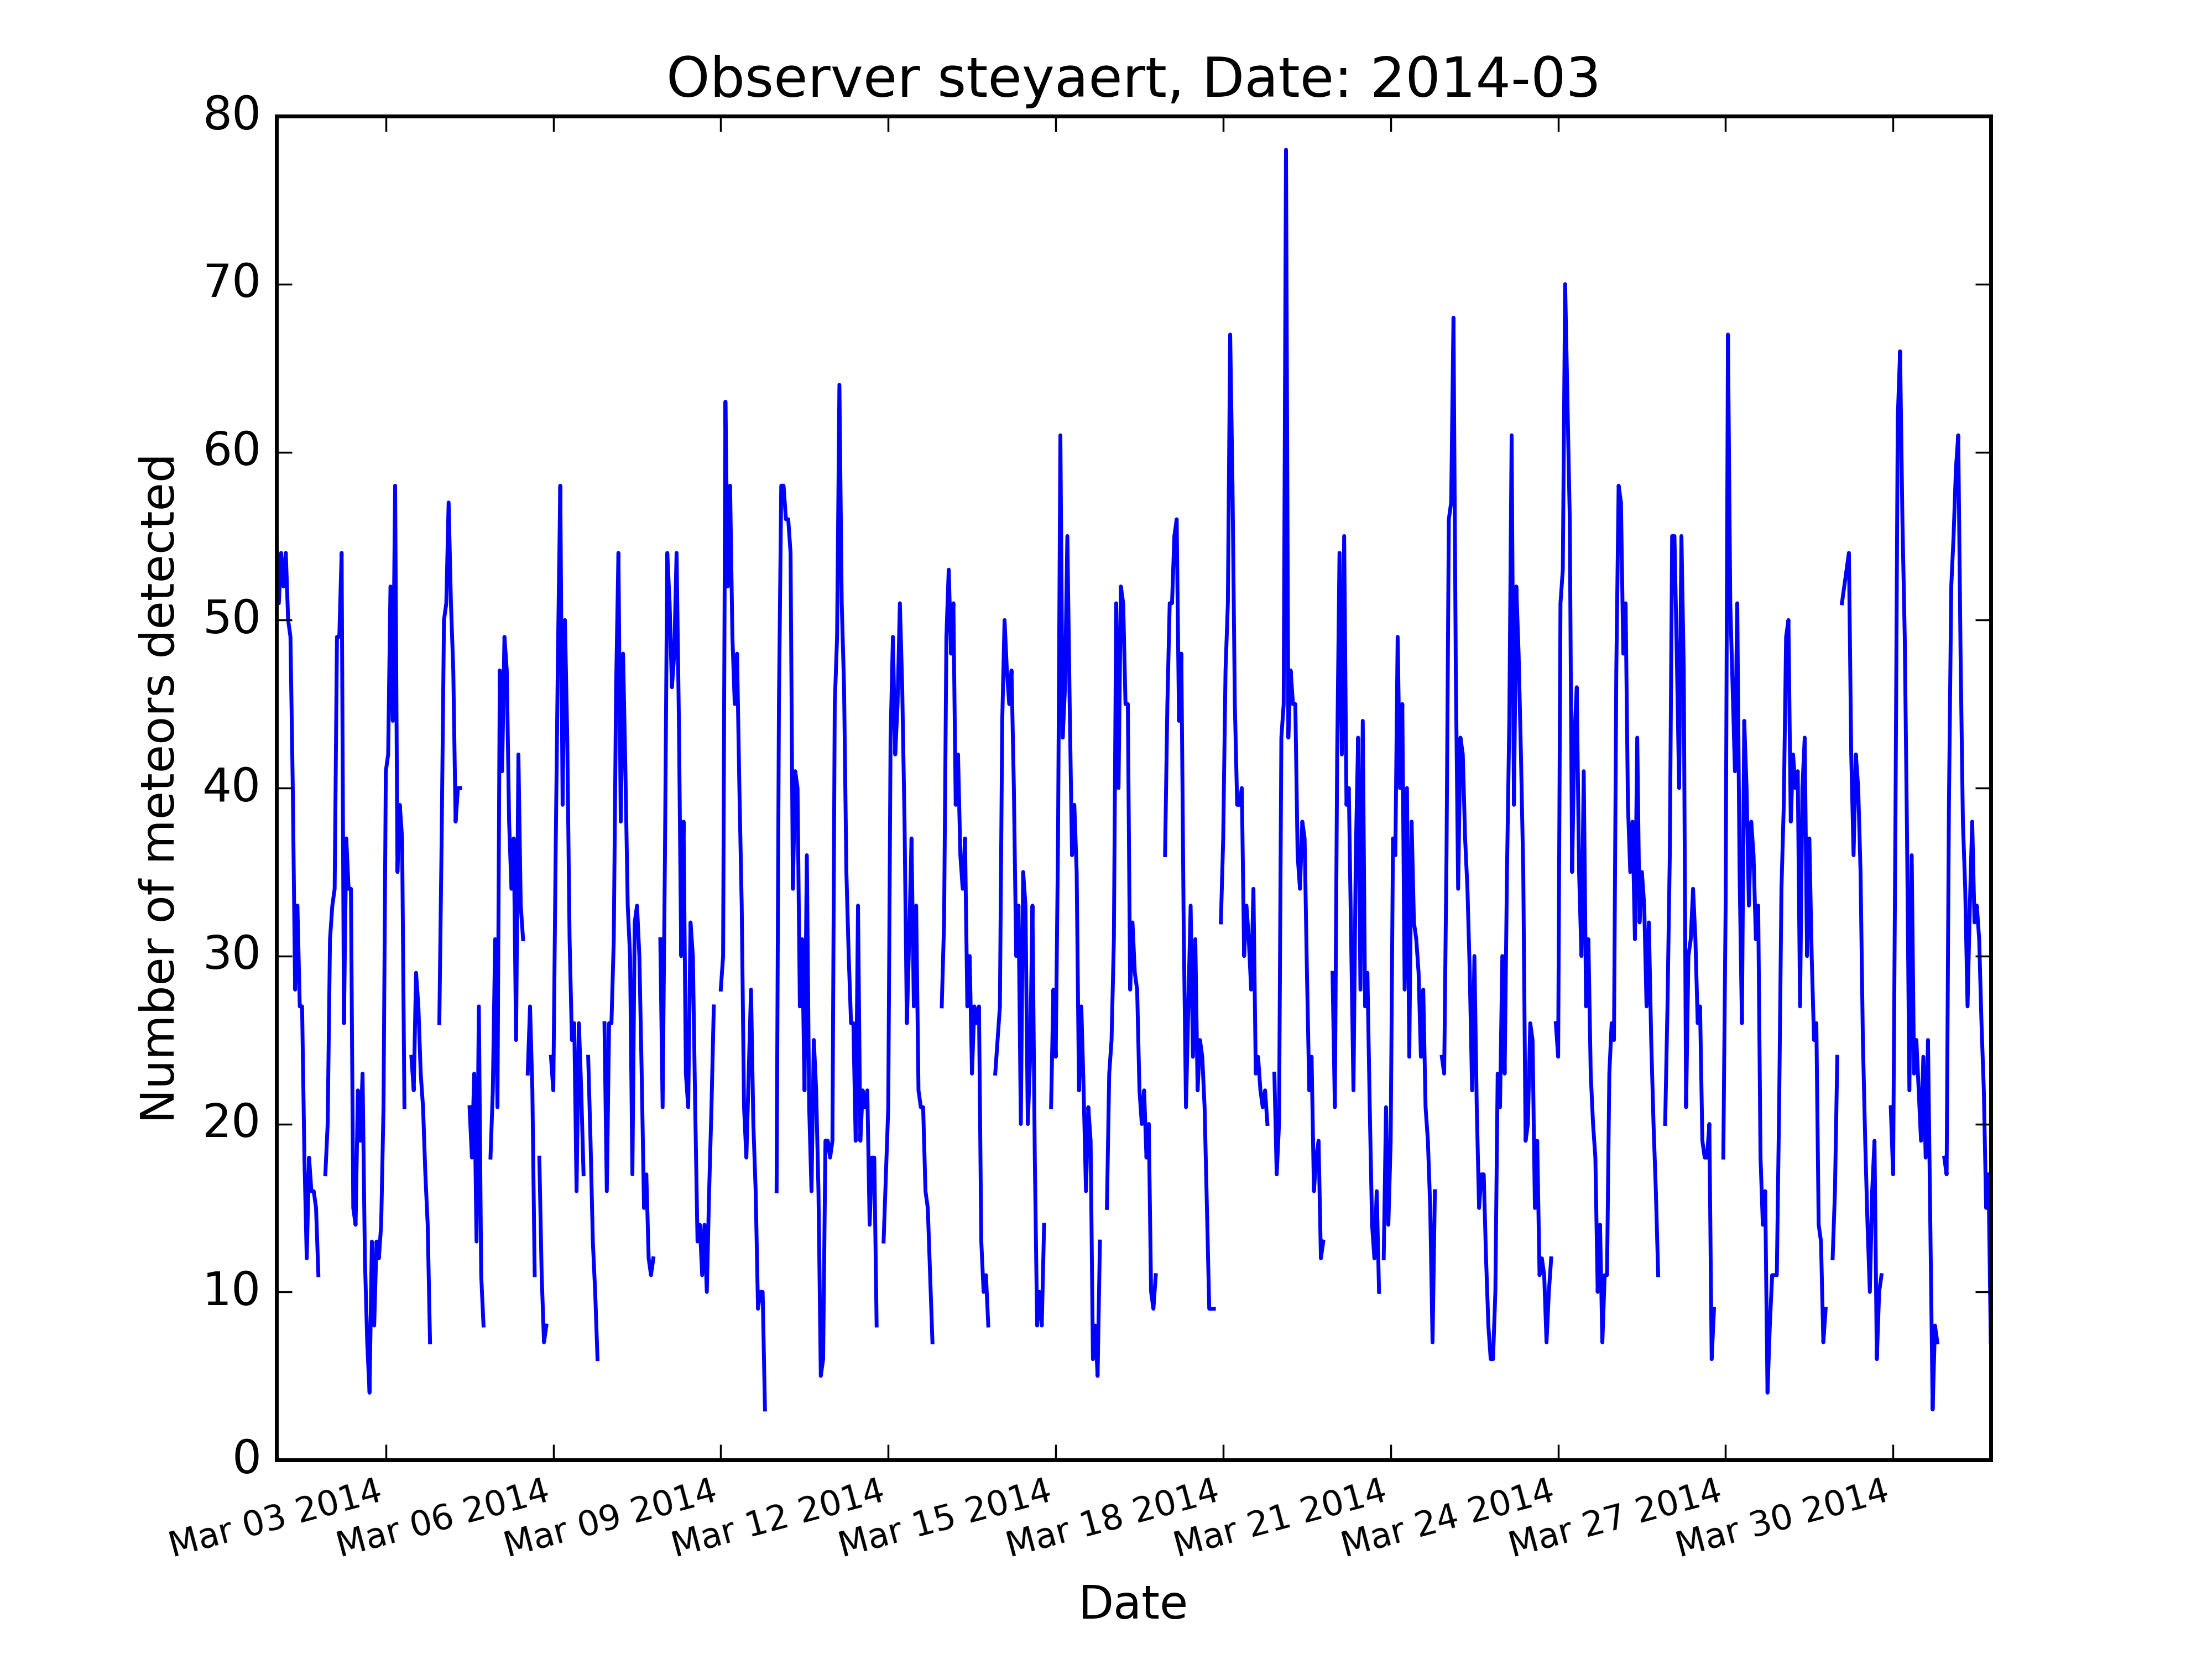 Observer steyaert, Date: 2014-03
Number of meteors detected
80
70
60
50
40
30
20
10
0
Mar 03 2014
Mar 06 2014
Mar 09 2014
Mar 12 2014
Mar 15 2014
Mar 18 2014
Mar 21 2014
Mar 24 2014
Mar 27 2014
Mar 30 2014
Date